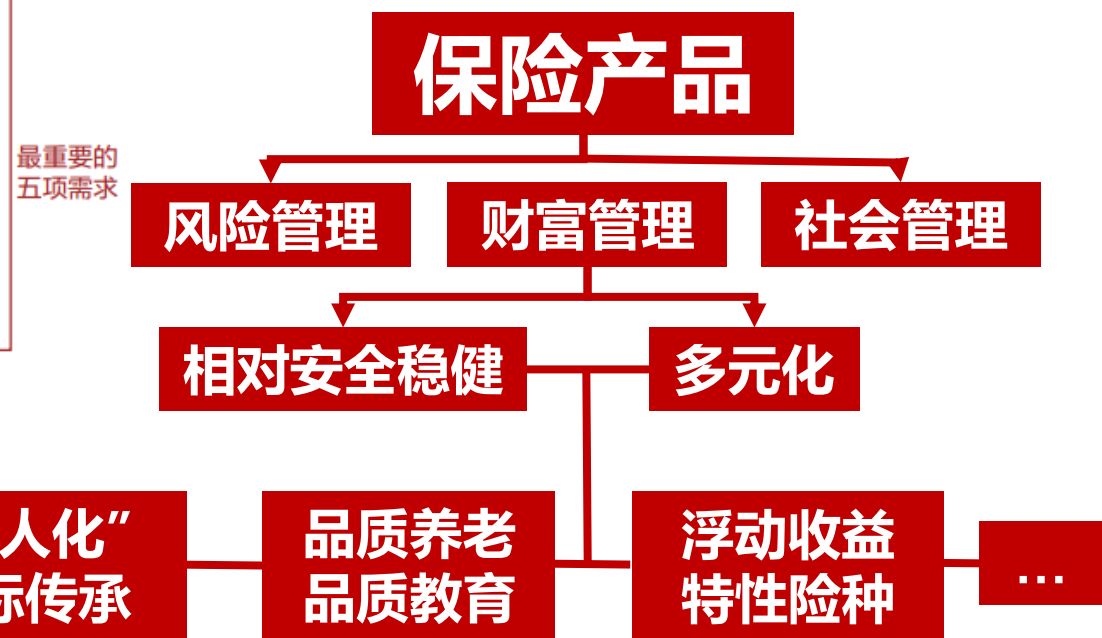 保险产品
最重要的
五项需求
风险管理
财富管理
社会管理
相对安全稳健
多元化
人化”
传承
品质养老
品质教育
浮动收益
特性险种
...